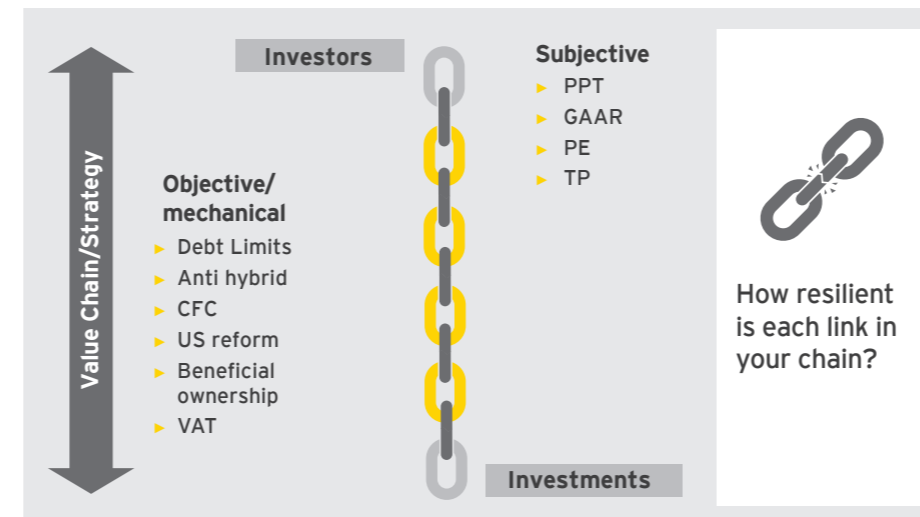 Value Chain/Strategy
Investors
Objective/
mechanical
► Debt Limits
► Anti hybrid
► CFC
► US reform
► Beneficial
ownership
► VAT
Subjective
► PPT
► GAAR
► PE
► TP
Investments
How resilient
is each link in
your chain?